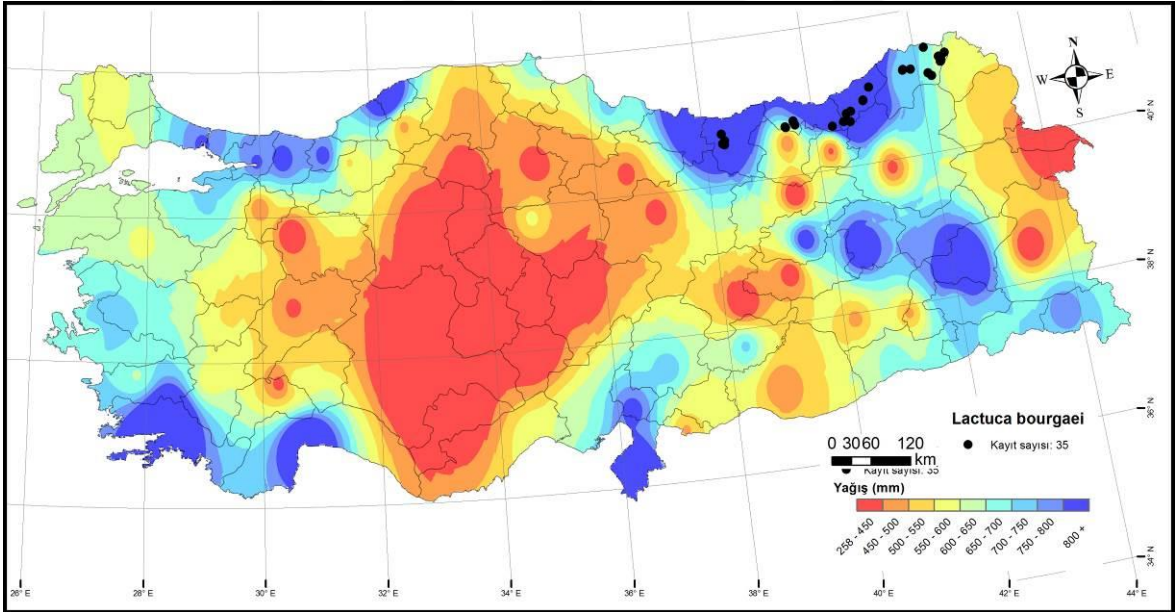 N
W E
S
40° N
38° N
36° N
34° N
Lactuca bourgaei
Kayıt sayısı: 35
0 30 60 120
km
Kayıt sayısı: 35
Yağış (mm)
258 - 450
450 - 500
500 - 550
550 - 600
600 - 650
650 - 700
700 - 750
750 - 800
800 +
26° E 28° E 30° E 32° E 34° E 36° E 38° E 40° E 42° E 44° E